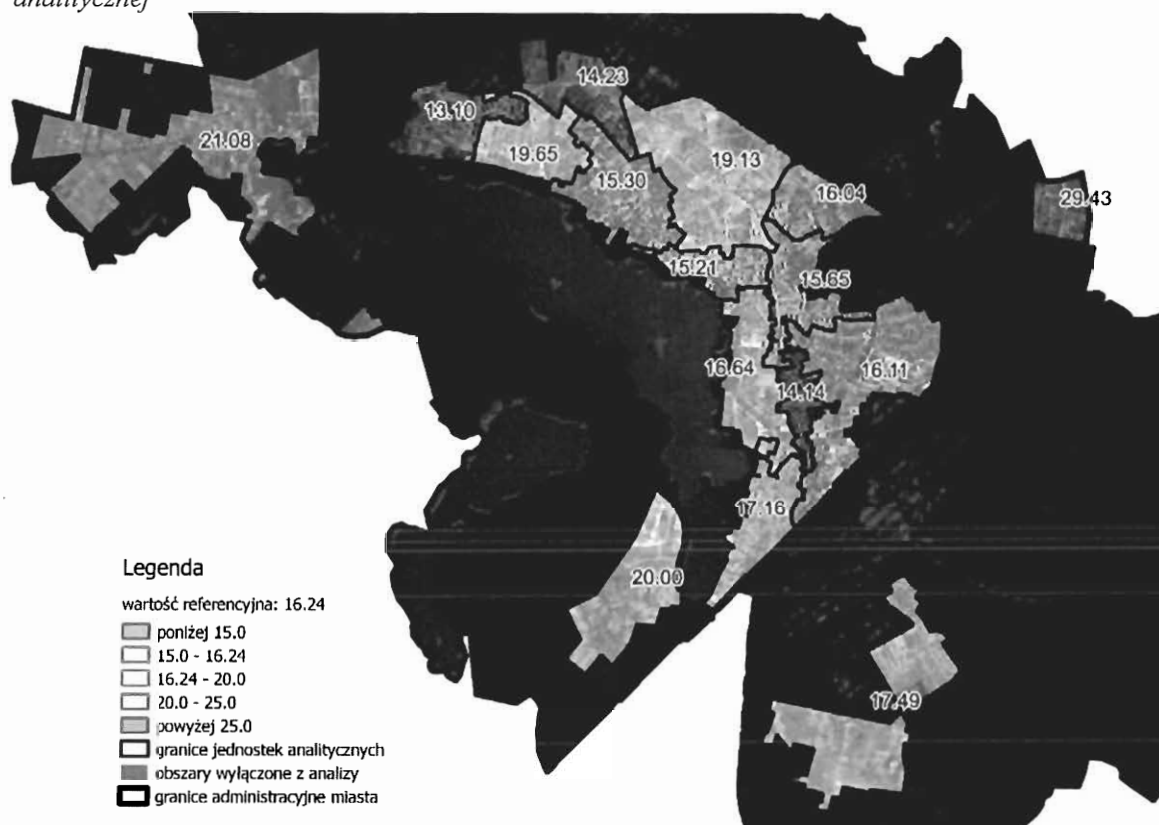 analitycznej
14.23
13.10
21.08
19.65
19.13
15.30
16.04
29.43
15.21
15.65
16.64
16.11
14.14
17.16
20.00
17.49
Legenda
wartość referencyjna: 16.24
poniżej 15.0
15.0 - 16.24
16.24 - 20.0
20.0 - 25.0
powyżej 25.0
granice jednostek analitycznych
obszary wyłączone z analizy
granice administracyjne miasta